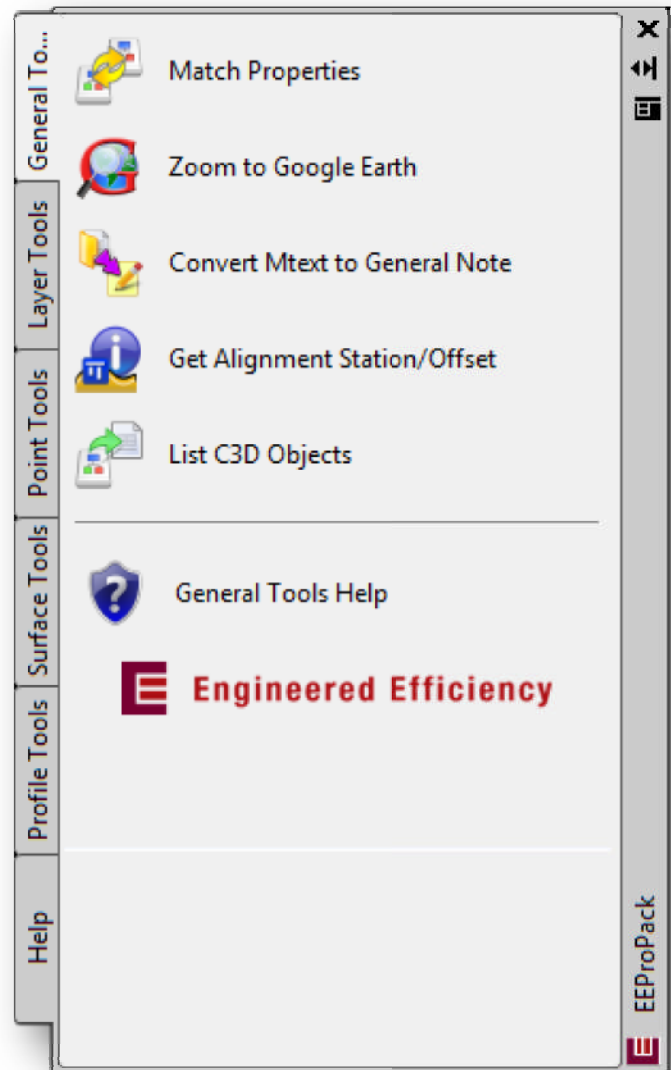 General To...
Layer Tools
Point Tools
Surface Tools
Profile Tools
Help
Match Properties
Zoom to Google Earth
Convert Mtext to General Note
Get Alignment Station/Offset
List C3D Objects
General Tools Help
Engineered Efficiency
EEProPack